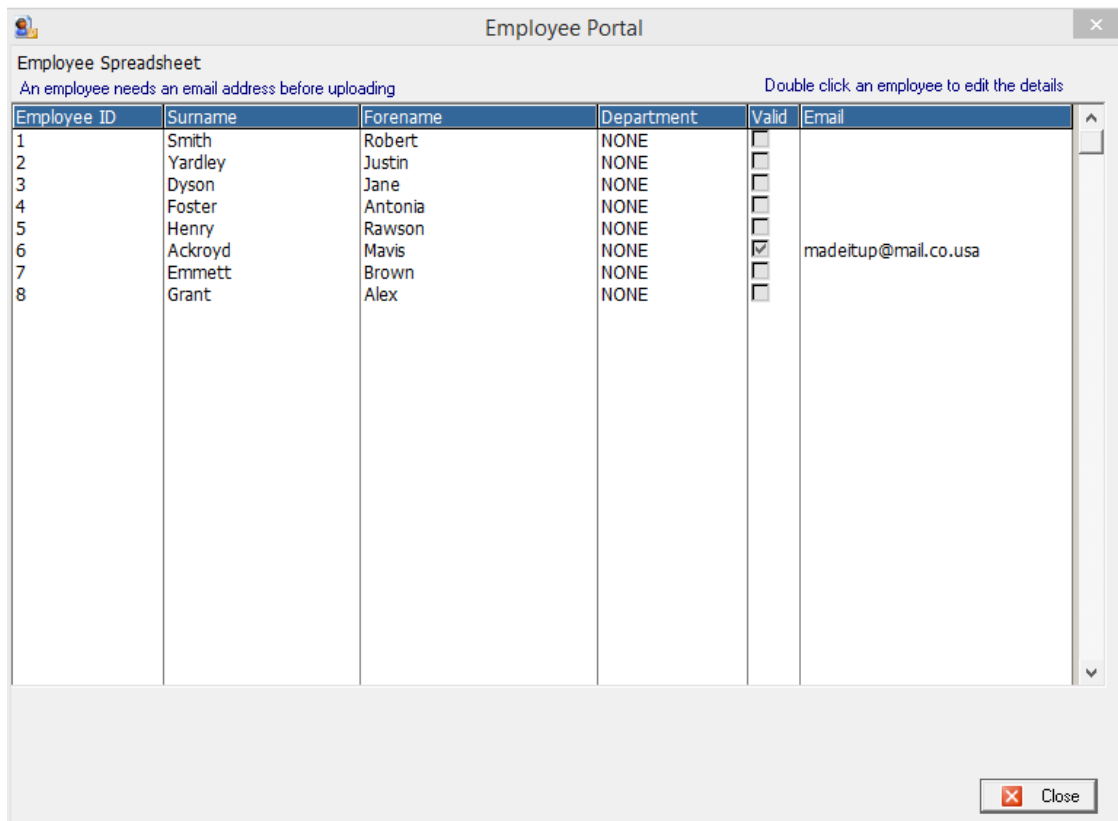 Employee Portal
Employee Spreadsheet
An employee needs an email address before uploading Double click an employee to edit the details
Employee ID Surname Forename Department Valid Email
1 Smith Robert NONE
2 Yardley Justin NONE
3 Dyson Jane NONE
4 Foster Antonia NONE
5 Henry Rawson NONE
6 Ackroyd Mavis NONE madeitup@mail.co.usa
7 Emmett Brown NONE
8 Grant Alex NONE
Close